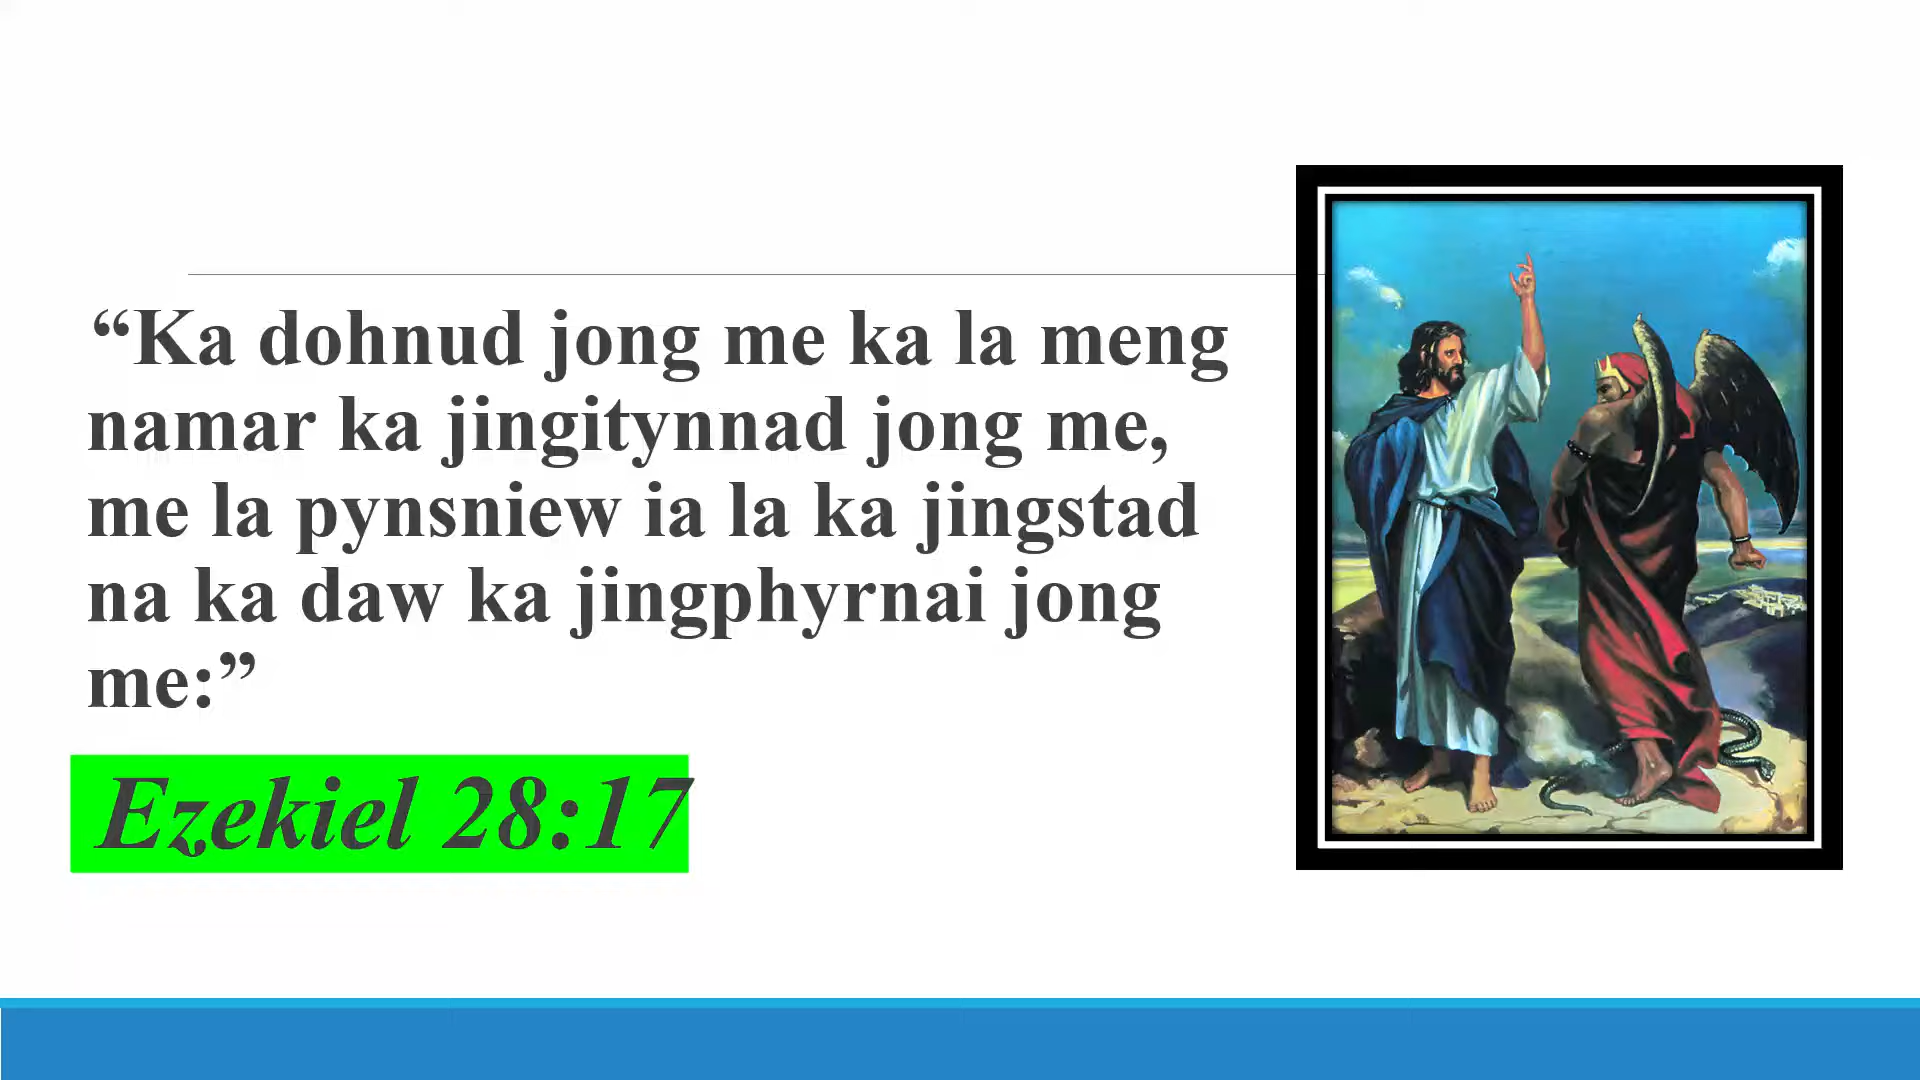 “Ka dohnud jong me ka la meng
namar ka jingitynnad jong me,
me la pynsniew ia la ka jingstad
na ka daw ka jingphyrnai jong
me:”
Ezekiel 28:17